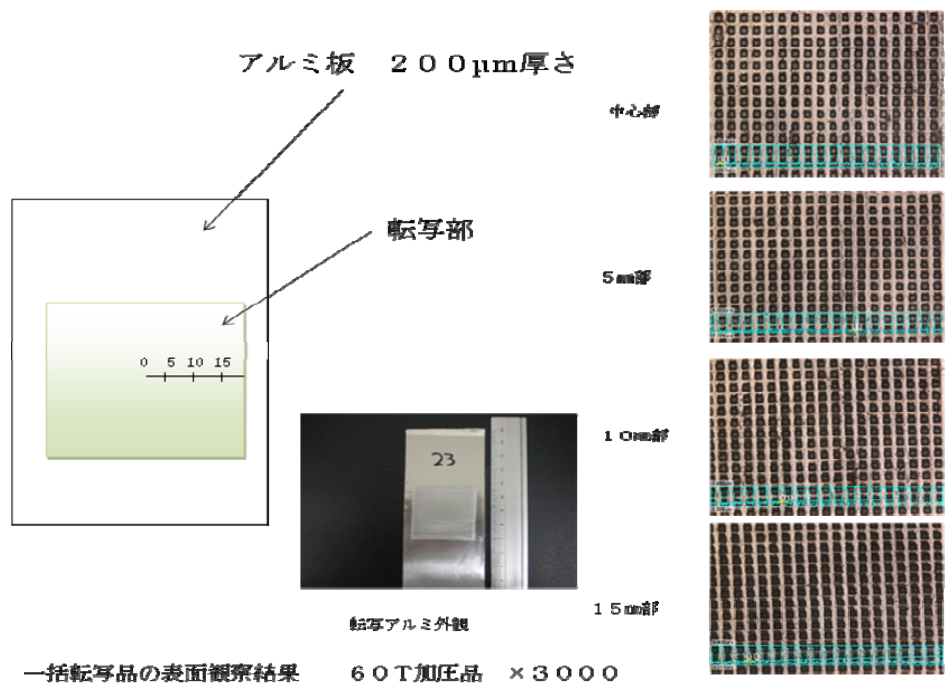 アルミ板　２００μm厚さ
転写部
0 5 10 15
23
転写アルミ外観
中心部
５㎜部
１０㎜部
１５㎜部
一括転写品の表面観察結果　６０T加圧品　×３０００